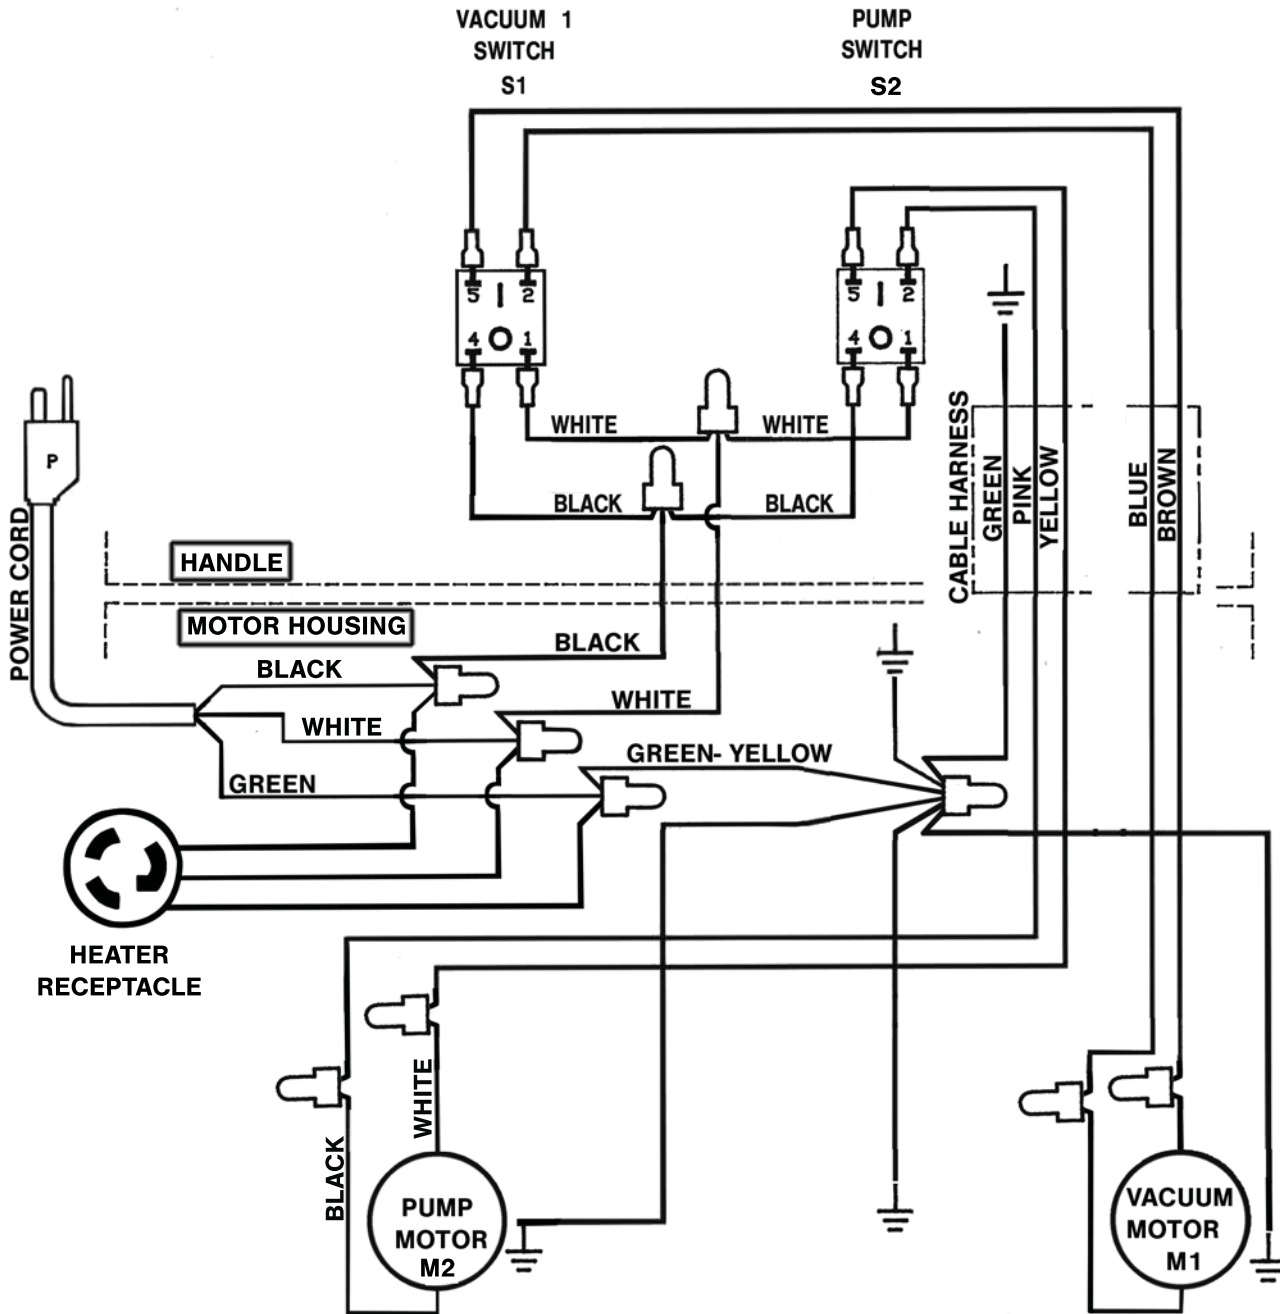 VACUUM 1
SWITCH
S1
PUMP
SWITCH
S2
5 2
4 1
5 2
4 1
WHITE
WHITE
BLACK
BLACK
P
POWER CORD
HANDLE
MOTOR HOUSING
CABLE HARNESS
GREEN
PINK
YELLOW
BLUE
BROWN
BLACK
BLACK
WHITE
WHITE
GREEN
GREEN- YELLOW
HEATER
RECEPTACLE
WHITE
BLACK
PUMP
MOTOR
M2
VACUUM
MOTOR
M1